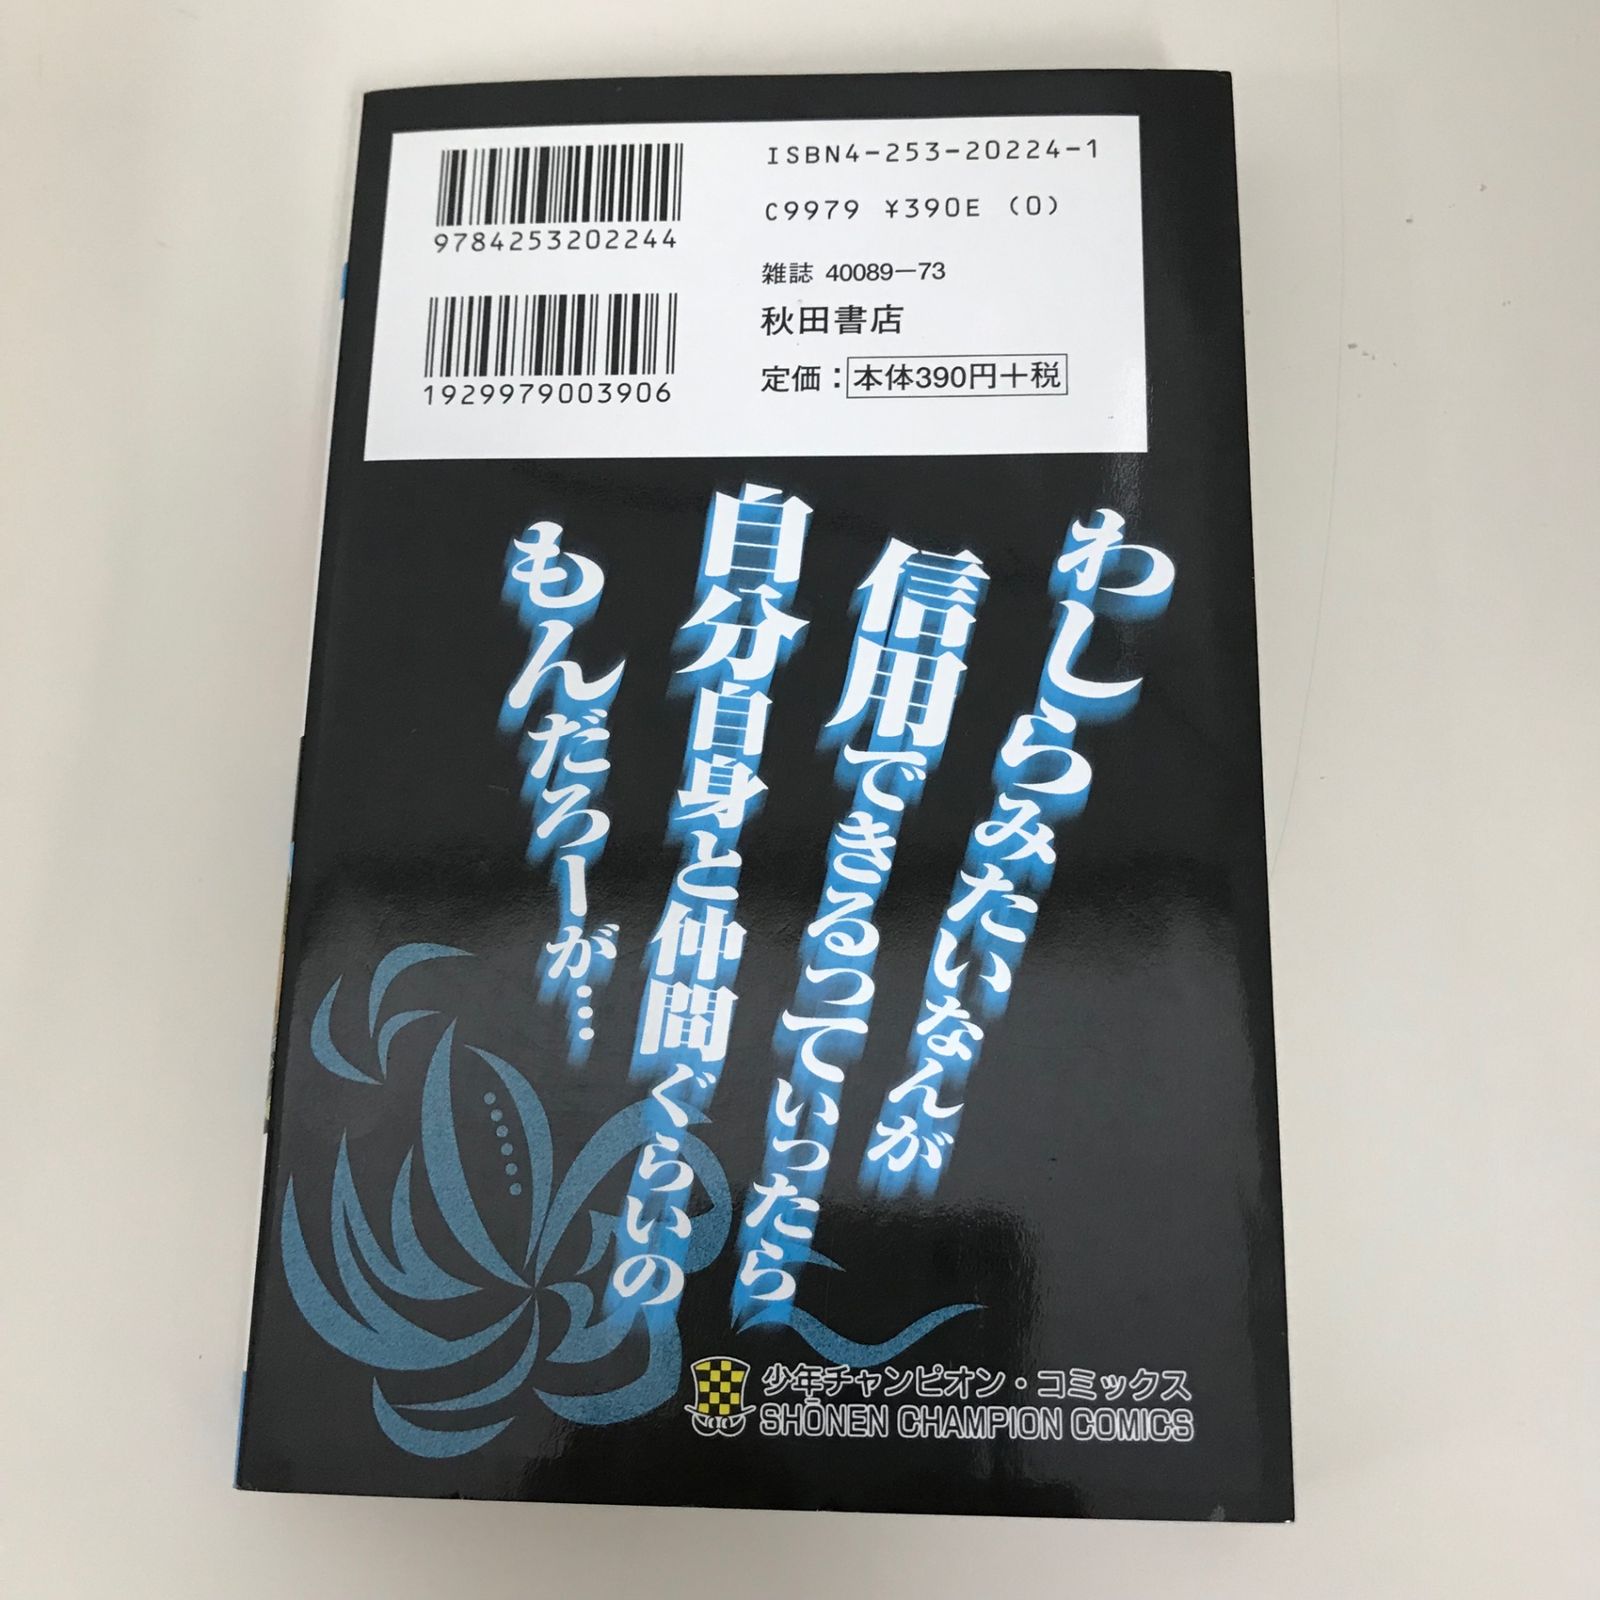 ISBN4-253-20224-1
C9979 ¥390E (0)
雑誌 40089-73
秋田書店
定価：本体390円＋税
9784253202244
1929979003906
わしらみたいなんが
信用できるっていったら
自分自身と仲間ぐらいの
もんだろーが…
少年チャンピオン・コミックス
SHŌNEN CHAMPION COMICS